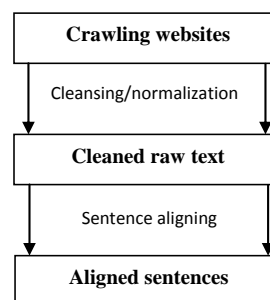 Crawling websites
Cleansing/normalization
Cleaned raw text
Sentence aligning
Aligned sentences